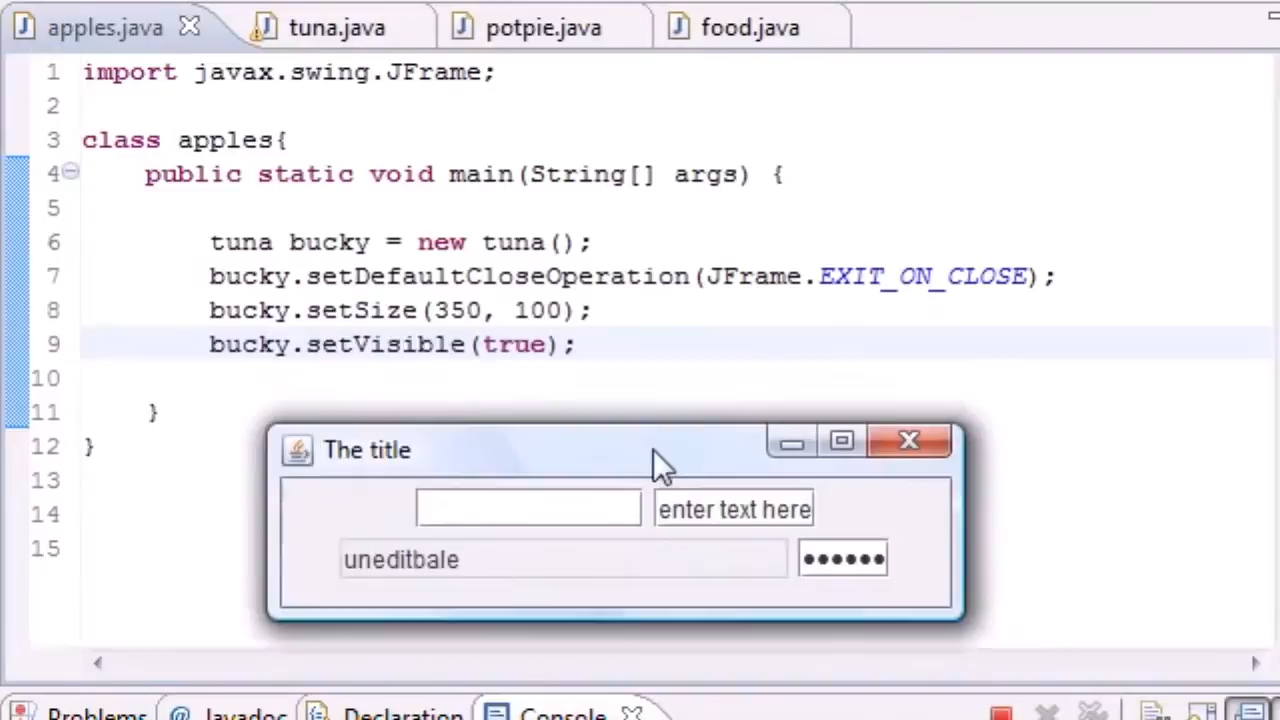 apples.java tuna.java potpie.java food.java
1 import javax.swing.JFrame;
2
3 class apples{
4 public static void main(String[] args) {
5
6 tuna bucky = new tuna();
7 bucky.setDefaultCloseOperation(JFrame.EXIT_ON_CLOSE);
8 bucky.setSize(350, 100);
9 bucky.setVisible(true);
10
11 }
12 }
13
14
15
The title
enter text here
uneditbale
Problems @ Javadoc Declaration Console